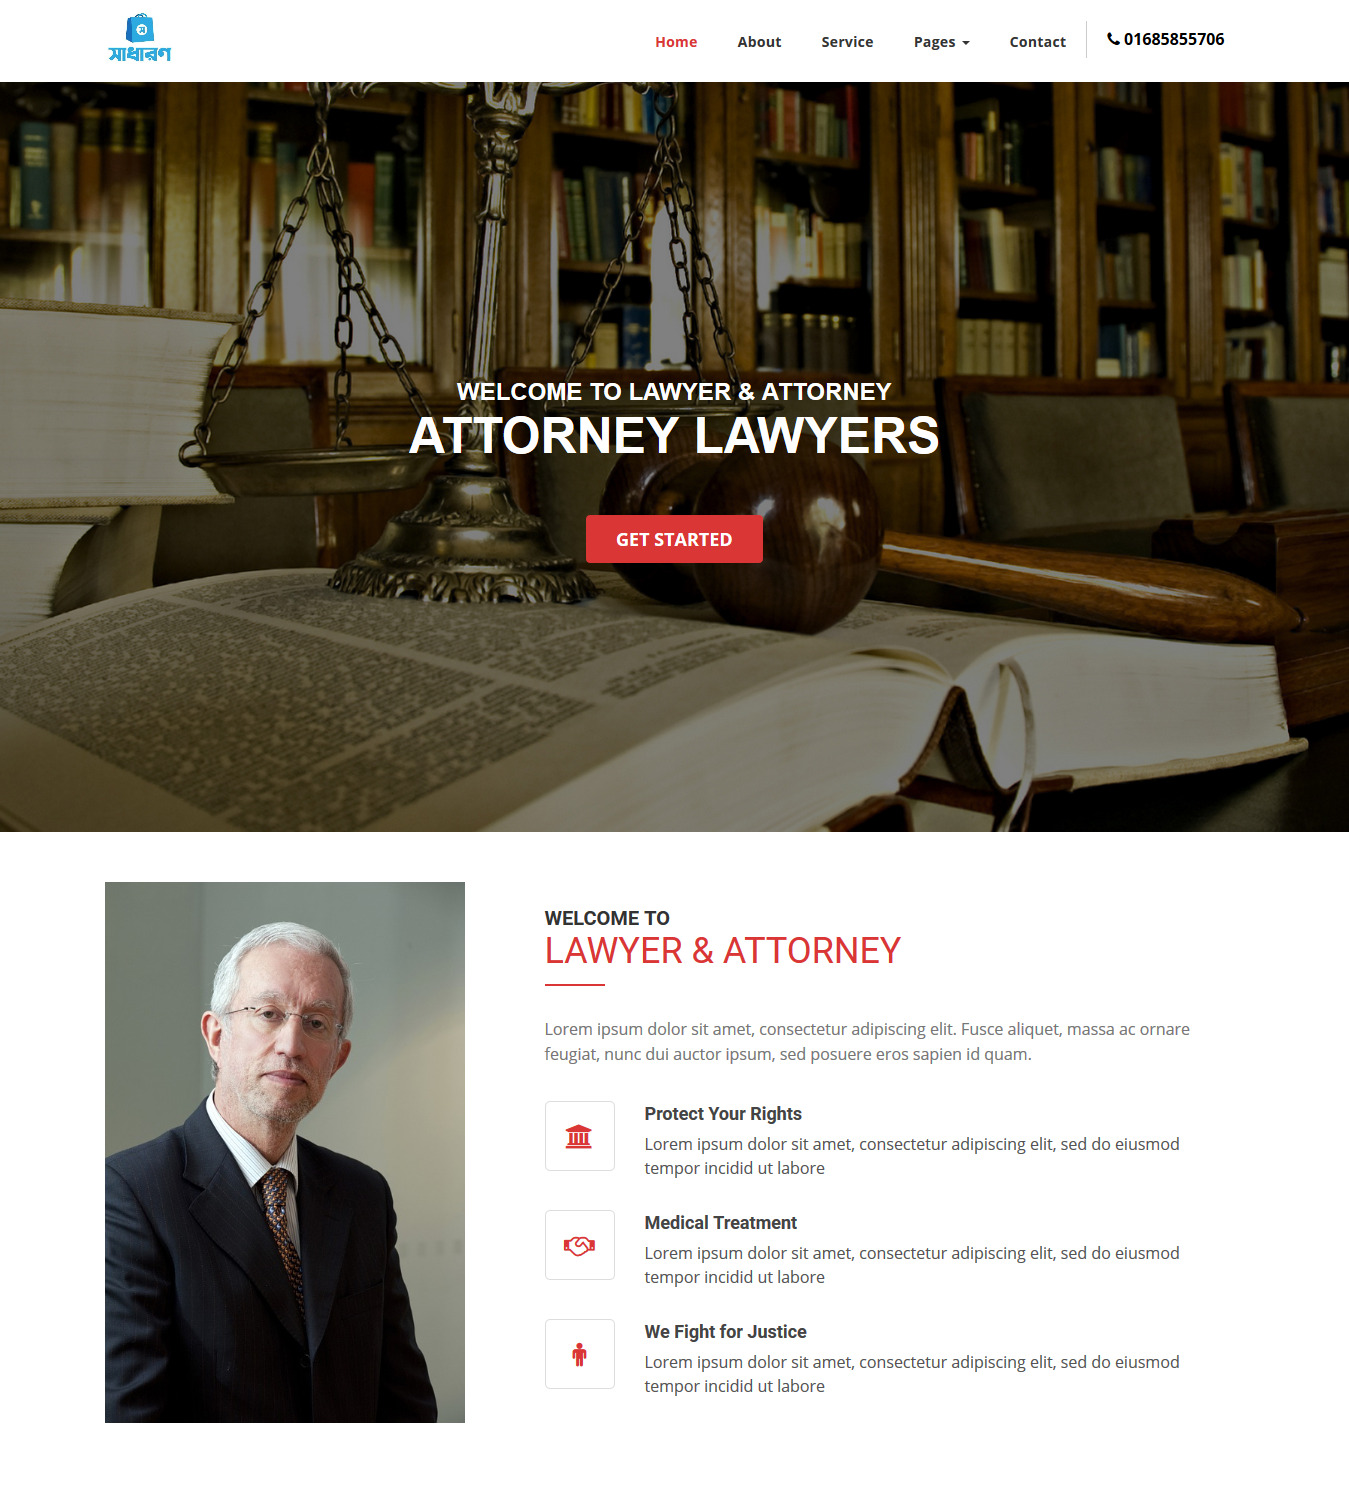 সাধারণ
Home About Service Pages Contact 01685855706
WELCOME TO LAWYER & ATTORNEY
ATTORNEY LAWYERS
GET STARTED
WELCOME TO
LAWYER & ATTORNEY
Lorem ipsum dolor sit amet, consectetur adipiscing elit. Fusce aliquet, massa ac ornare
feugiat, nunc dui auctor ipsum, sed posuere eros sapien id quam.
Protect Your Rights
Lorem ipsum dolor sit amet, consectetur adipiscing elit, sed do eiusmod
tempor incidid ut labore
Medical Treatment
Lorem ipsum dolor sit amet, consectetur adipiscing elit, sed do eiusmod
tempor incidid ut labore
We Fight for Justice
Lorem ipsum dolor sit amet, consectetur adipiscing elit, sed do eiusmod
tempor incidid ut labore